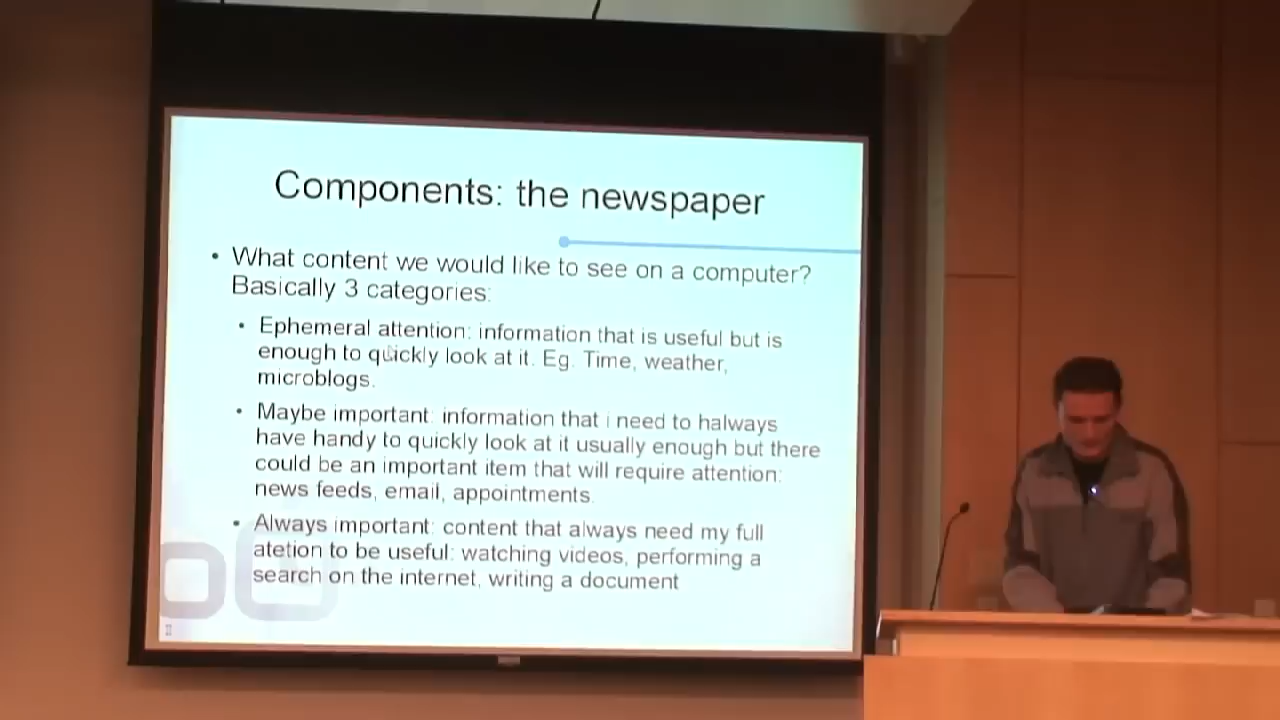 Components: the newspaper
• What content we would like to see on a computer?
Basically 3 categories:
• Ephemeral attention: information that is useful but is
enough to quickly look at it. Eg. Time, weather,
microblogs.
• Maybe important: information that i need to halways
have handy to quickly look at it usually enough but there
could be an important item that will require attention:
news feeds, email, appointments.
• Always important: content that always need my full
atetion to be useful: watching videos, performing a
search on the internet, writing a document